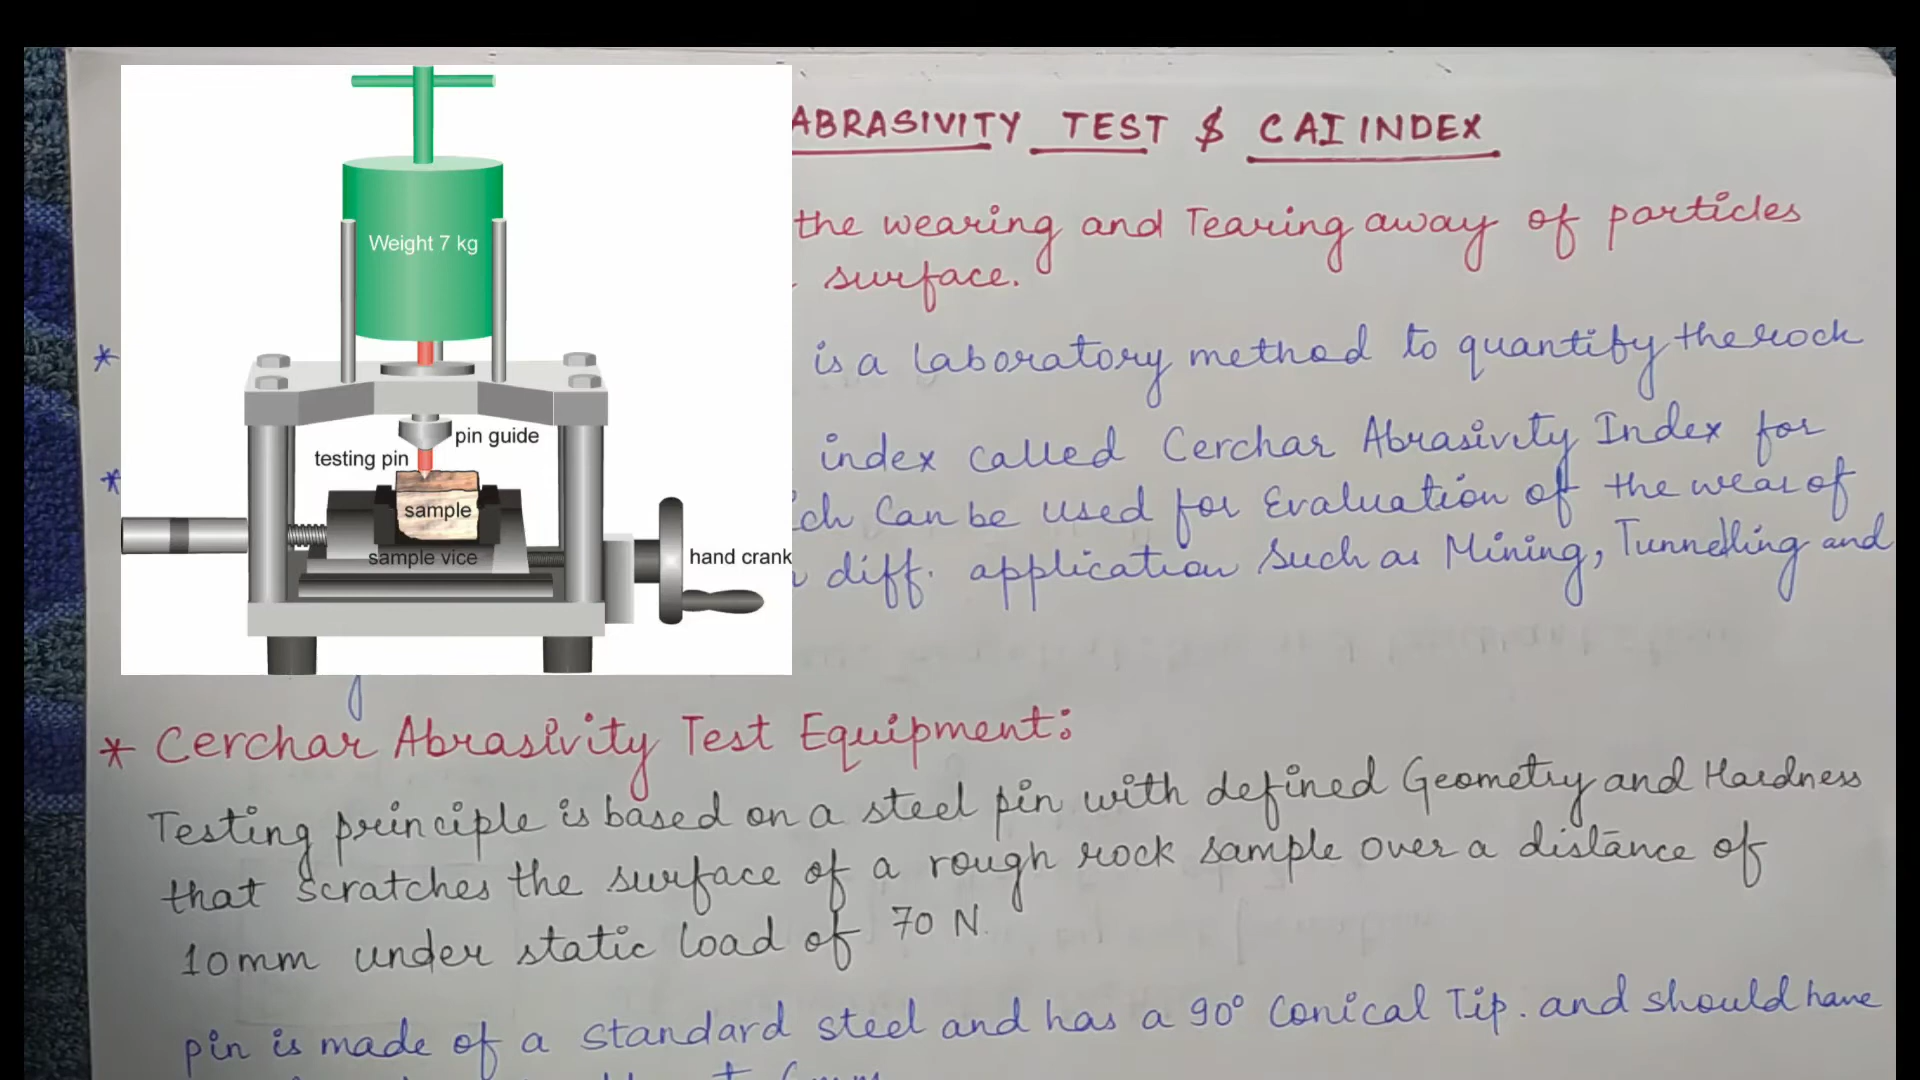 Weight 7 kg
pin guide
testing pin
sample
sample vice
hand crank
ABRASIVITY TEST $ CAI INDEX
the wearing and Tearing away of particles
surface.
* is a laboratory method to quantify the rock
* index called Cerchar Abrasivity Index for
ich Can be used for Evaluation of the wear of
diff. application such as Mining, Tunnelling and
* Cerchar Abrasivity Test Equipment:
Testing principle is based on a steel pin with defined Geometry and Hardness
that scratches the surface of a rough rock sample over a distance of
10mm under static load of 70 N.
pin is made of a standard steel and has a 90° Conical Tip. and should have